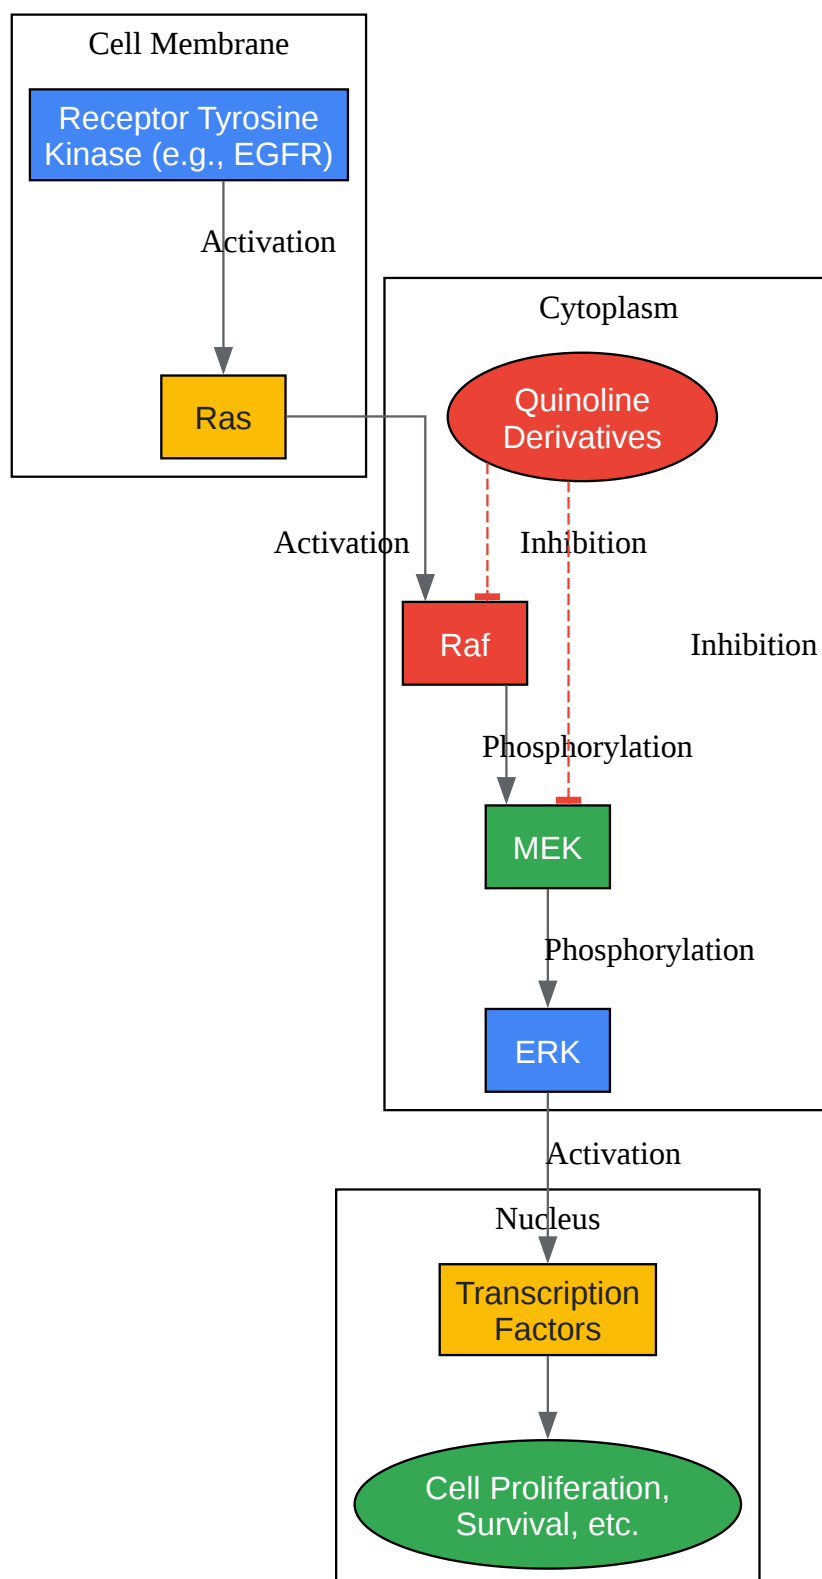 Cell Membrane
Receptor Tyrosine
Kinase (e.g., EGFR)
Activation
Ras
Cytoplasm
Quinoline
Derivatives
Activation
Inhibition
Raf
Inhibition
Phosphorylation
MEK
Phosphorylation
ERK
Activation
Nucleus
Transcription
Factors
Cell Proliferation,
Survival, etc.